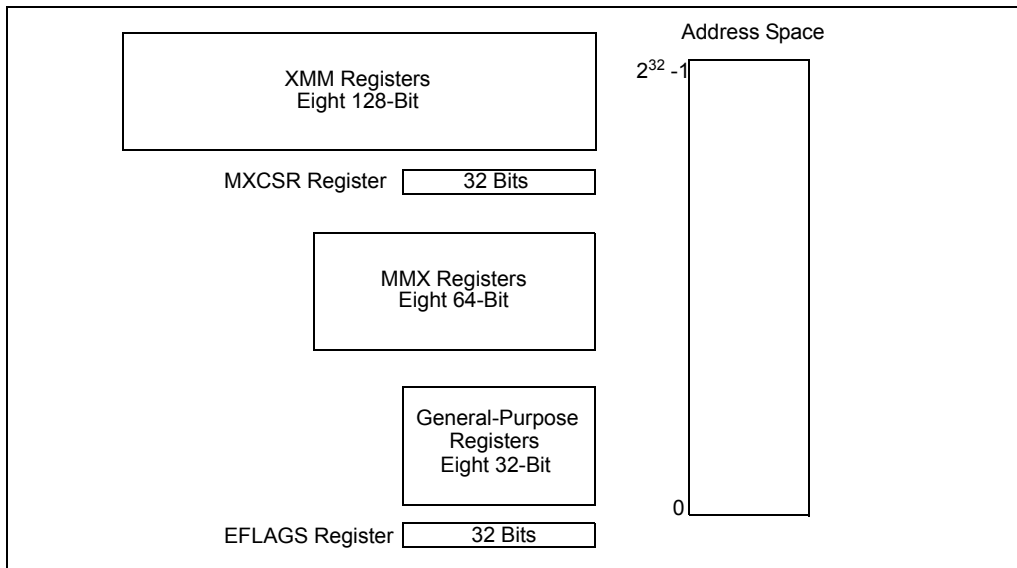 Address Space
2³² -1
XMM Registers
Eight 128-Bit
MXCSR Register
32 Bits
MMX Registers
Eight 64-Bit
General-Purpose
Registers
Eight 32-Bit
0
EFLAGS Register
32 Bits